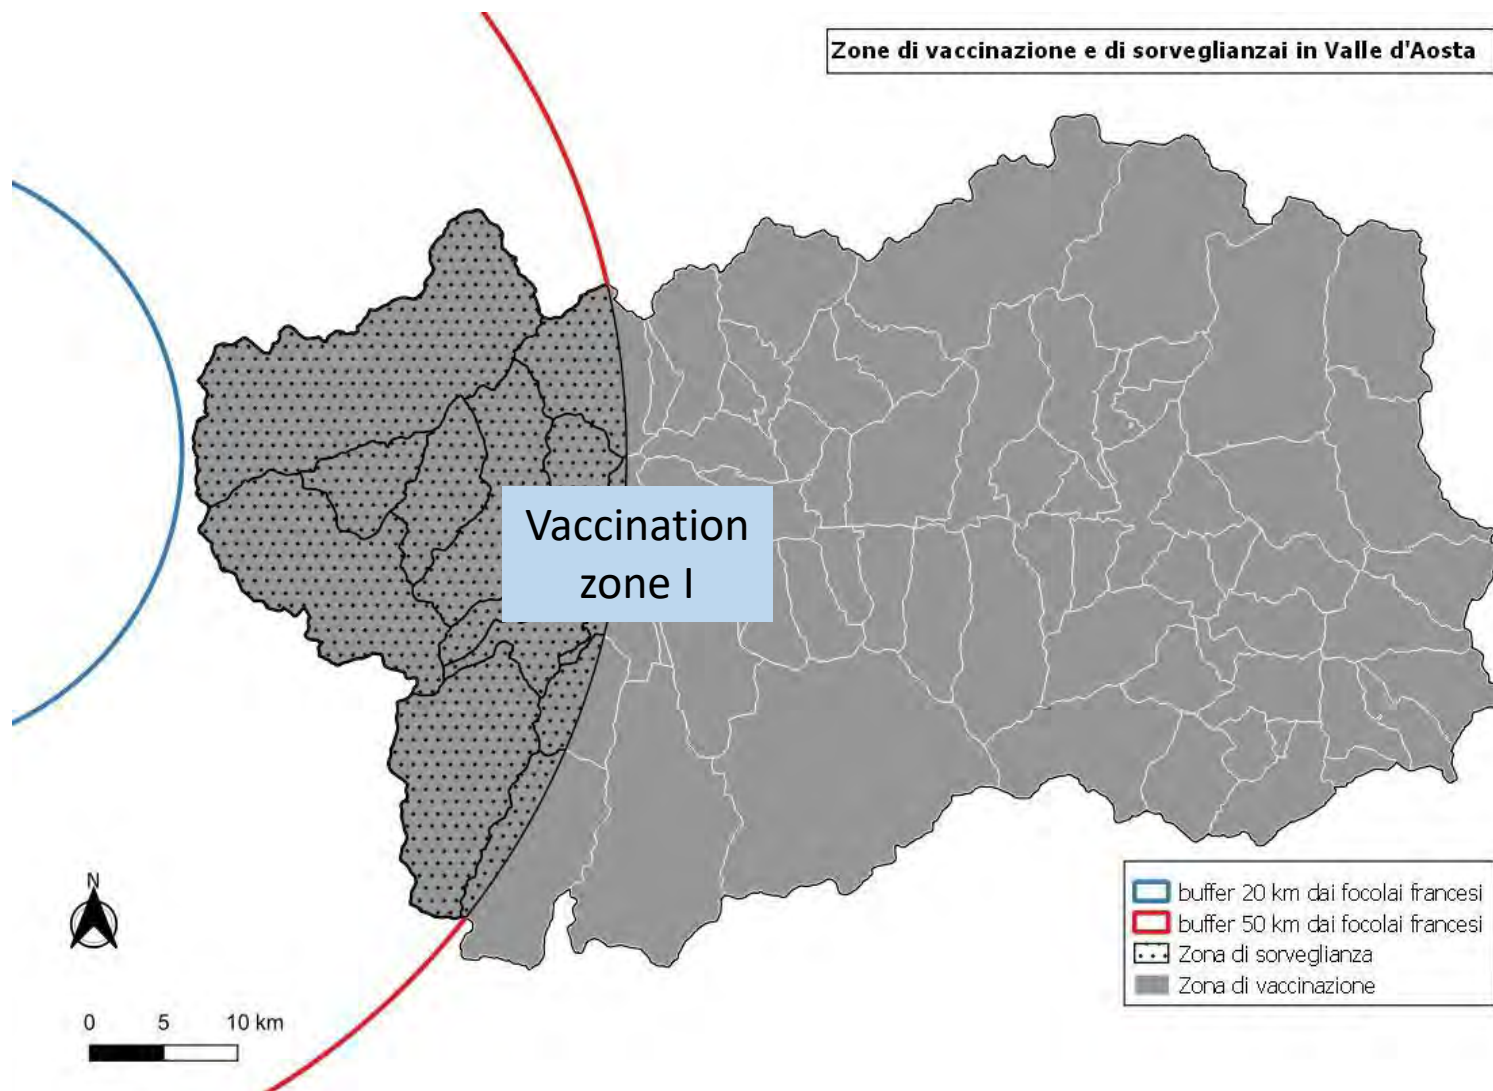 Zone di vaccinazione e di sorveglianzai in Valle d'Aosta
Vaccination
zone I
N
0 5 10 km
buffer 20 km dai focolai francesi
buffer 50 km dai focolai francesi
Zona di sorveglianza
Zona di vaccinazione